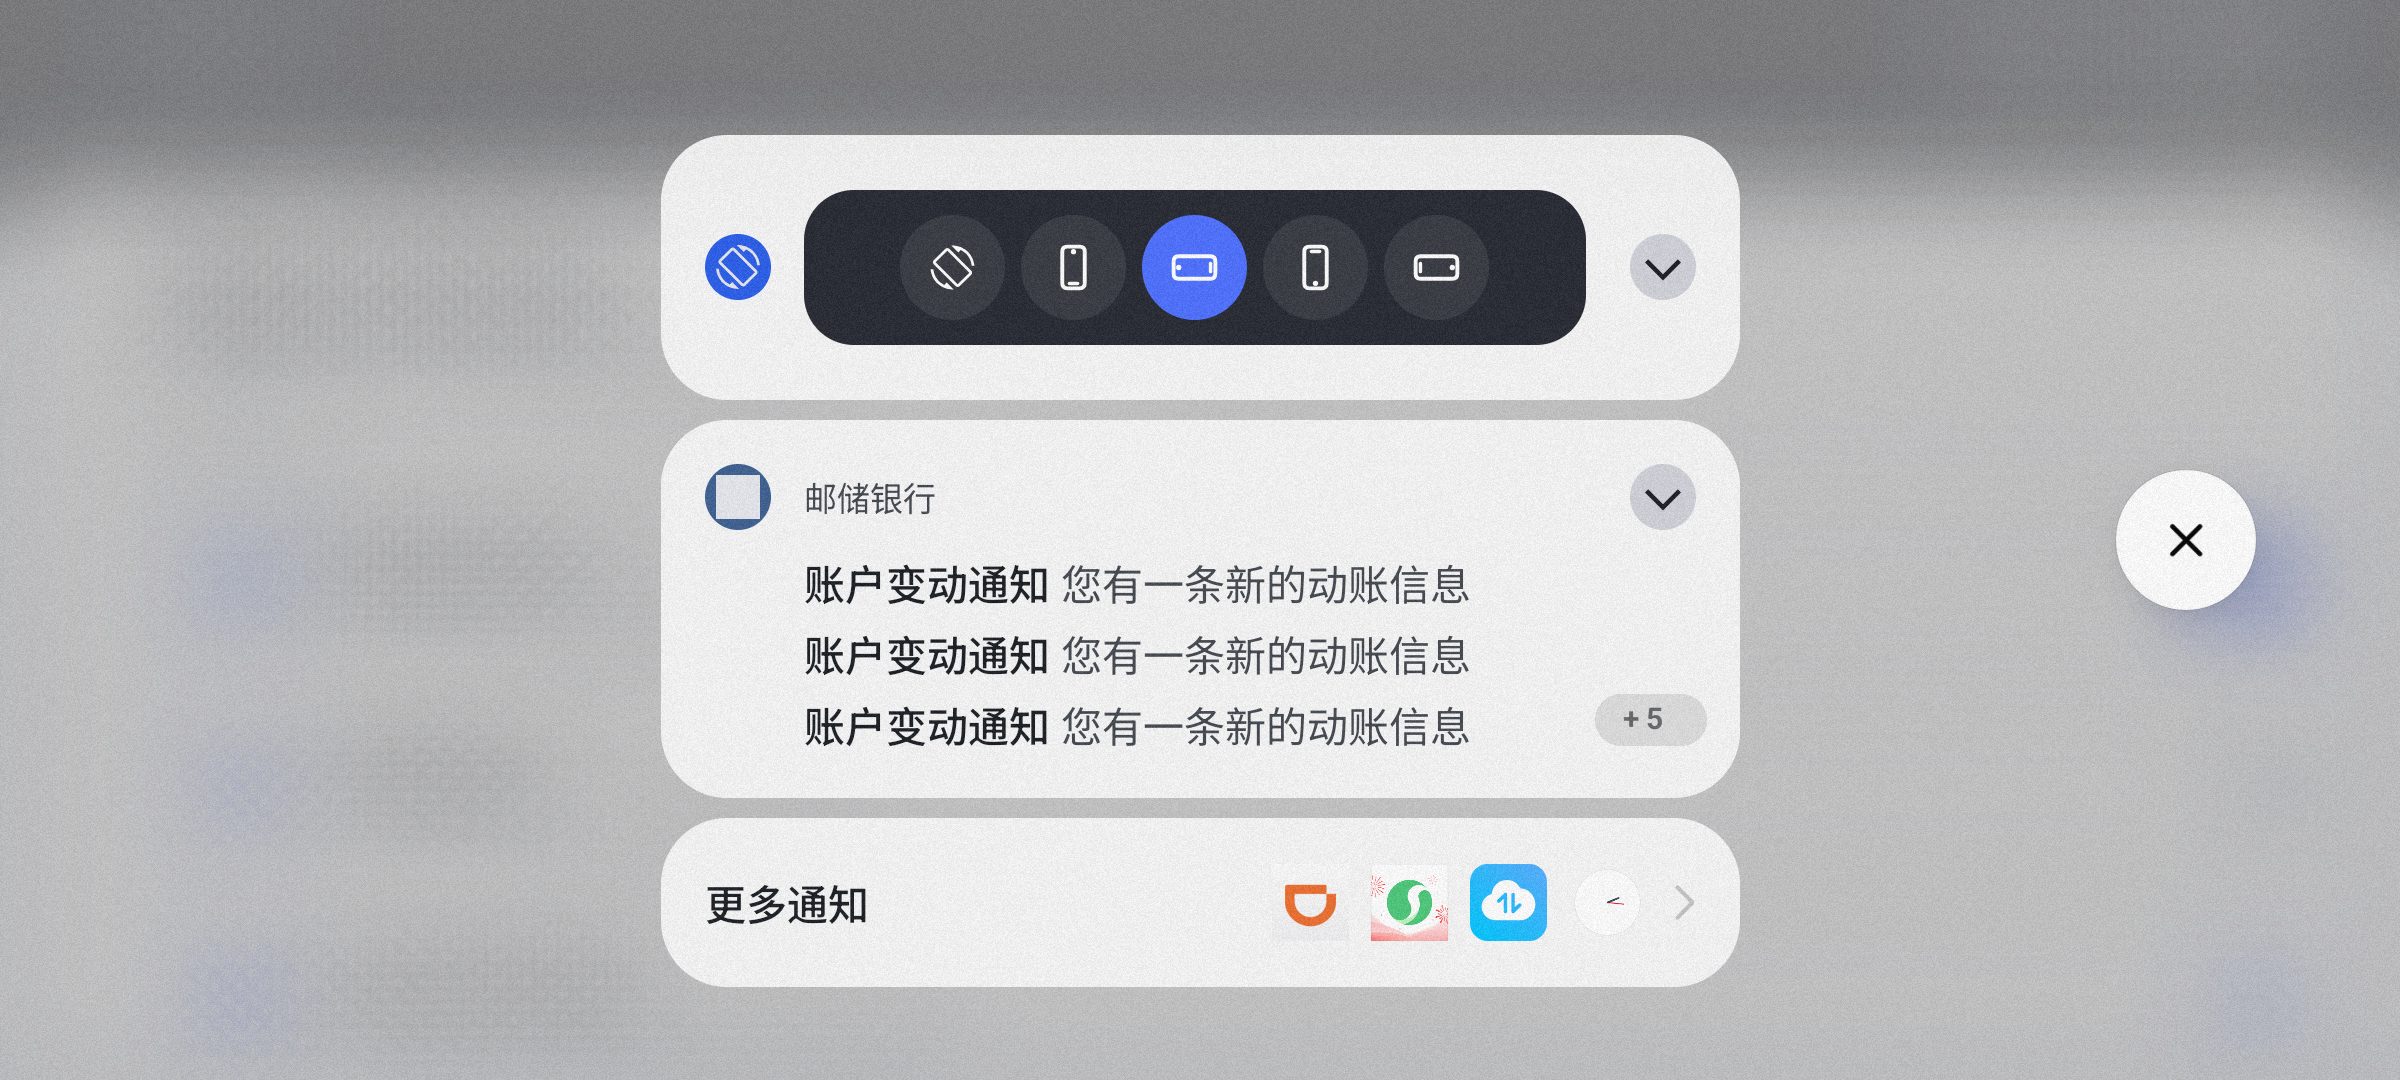 邮储银行
账户变动通知 您有一条新的动账信息
账户变动通知 您有一条新的动账信息
账户变动通知 您有一条新的动账信息
+ 5
更多通知